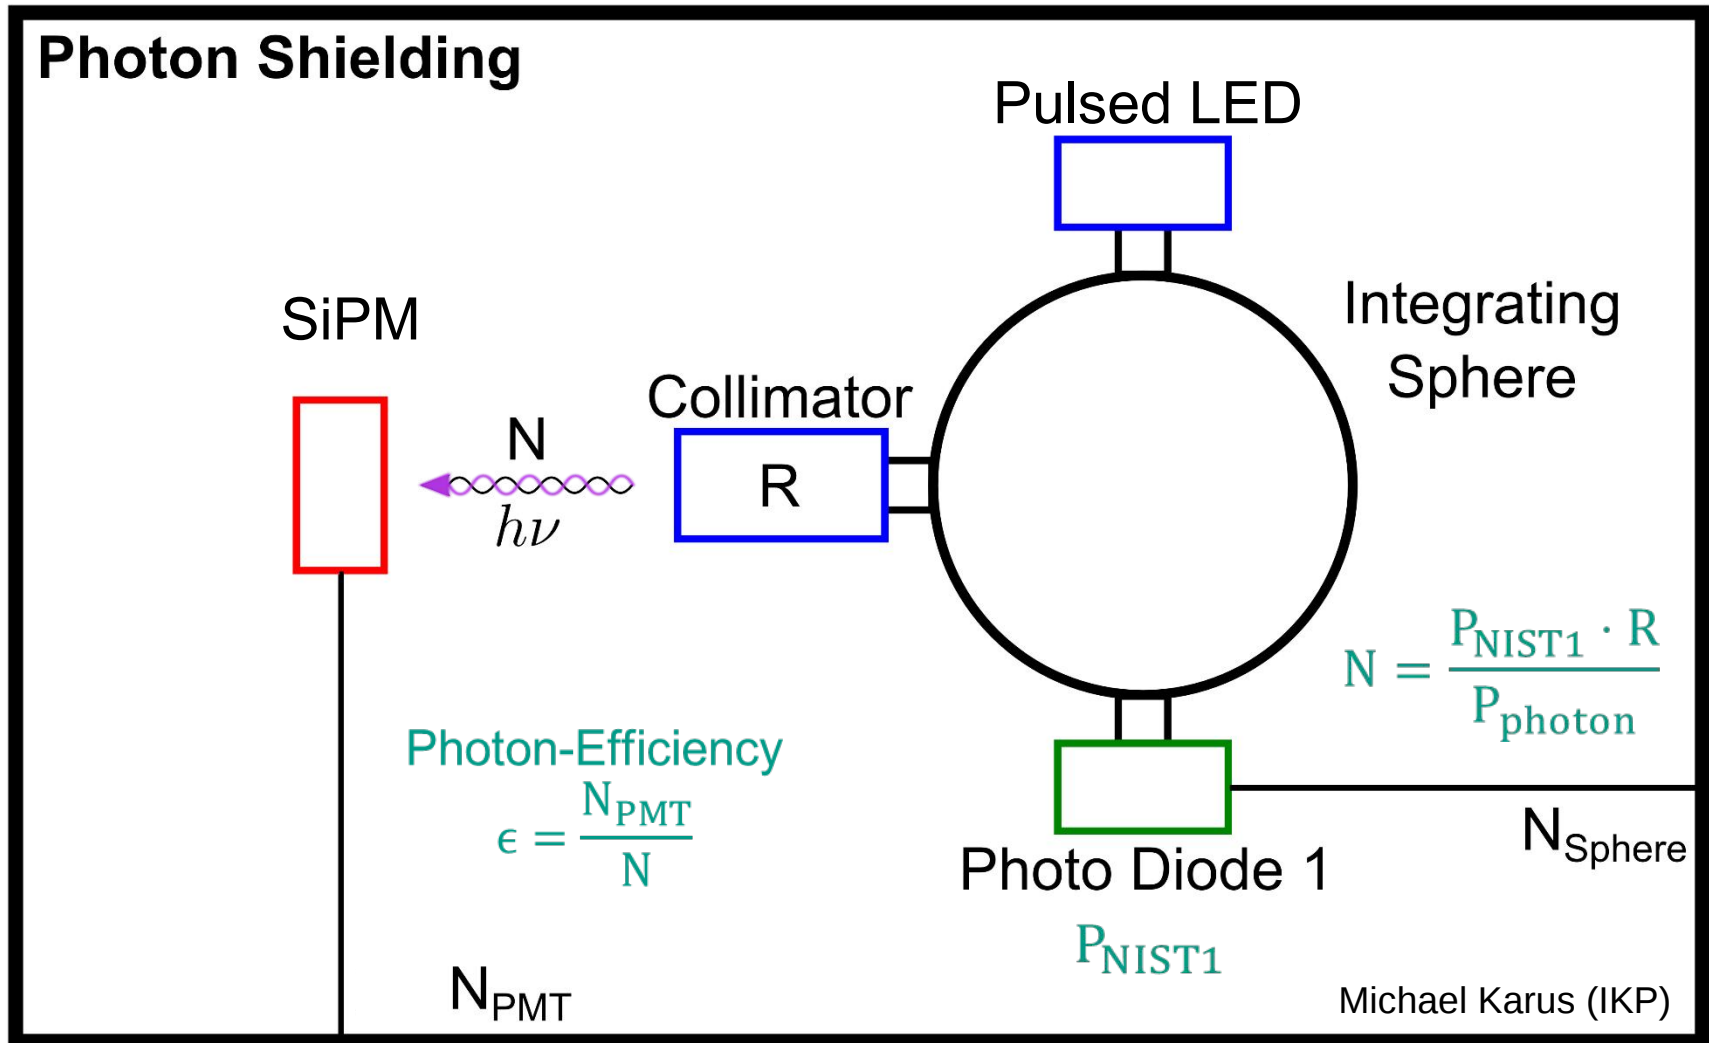 Photon Shielding
Pulsed LED
SiPM
Integrating
Sphere
Collimator
N
R
hν
N = P_NIST1 · R / P_photon
Photon-Efficiency
ϵ = N_PMT / N
N_Sphere
Photo Diode 1
P_NIST1
N_PMT
Michael Karus (IKP)